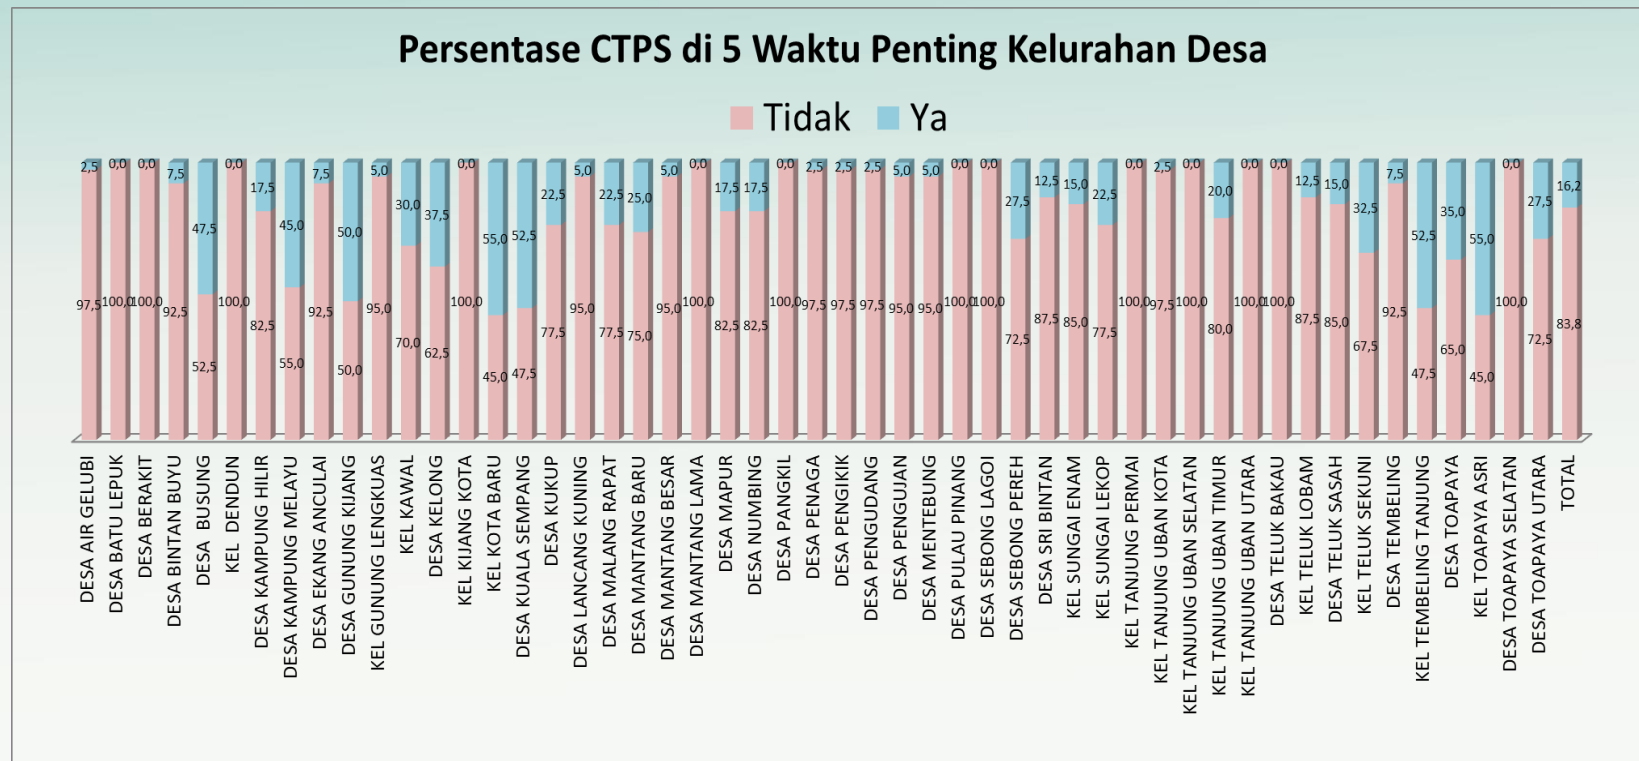 Persentase CTPS di 5 Waktu Penting Kelurahan Desa
Tidak Ya
2,5 0,0 0,0 7,5 47,5 0,0 17,5 45,0 7,5 50,0 5,0 30,0 37,5 0,0 55,0 52,5 22,5 5,0 22,5 25,0 5,0 0,0 17,5 17,5 0,0 2,5 2,5 2,5 5,0 5,0 0,0 0,0 27,5 12,5 15,0 22,5 0,0 2,5 0,0 20,0 0,0 0,0 12,5 15,0 32,5 7,5 52,5 35,0 55,0 0,0 27,5 16,2
97,5 100,0 100,0 92,5 52,5 100,0 82,5 55,0 92,5 50,0 95,0 70,0 62,5 100,0 45,0 47,5 77,5 95,0 77,5 75,0 95,0 100,0 82,5 82,5 100,0 97,5 97,5 97,5 95,0 95,0 100,0 100,0 72,5 87,5 85,0 77,5 100,0 97,5 100,0 80,0 100,0 100,0 87,5 85,0 67,5 92,5 47,5 65,0 45,0 100,0 72,5 83,8
DESA AIR GELUBI
DESA BATU LEPUK
DESA BERAKIT
DESA BINTAN BUYU
DESA BUSUNG
KEL DENDUN
DESA KAMPUNG HILIR
DESA KAMPUNG MELAYU
DESA EKANG ANCULAI
DESA GUNUNG KIJANG
KEL GUNUNG LENGKUAS
KEL KAWAL
DESA KELONG
KEL KIJANG KOTA
KEL KOTA BARU
DESA KUALA SEMPANG
DESA KUKUP
DESA LANCANG KUNING
DESA MALANG RAPAT
DESA MANTANG BARU
DESA MANTANG BESAR
DESA MANTANG LAMA
DESA MAPUR
DESA NUMBING
DESA PANGKIL
DESA PENAGA
DESA PENGIKIK
DESA PENGUDANG
DESA PENGUJAN
DESA MENTEBUNG
DESA PULAU PINANG
DESA SEBONG LAGOI
DESA SEBONG PEREH
DESA SRI BINTAN
KEL SUNGAI ENAM
KEL SUNGAI LEKOP
KEL TANJUNG PERMAI
KEL TANJUNG UBAN KOTA
KEL TANJUNG UBAN SELATAN
KEL TANJUNG UBAN TIMUR
KEL TANJUNG UBAN UTARA
DESA TELUK BAKAU
KEL TELUK LOBAM
DESA TELUK SASAH
KEL TELUK SEKUNI
DESA TEMBELING
KEL TEMBELING TANJUNG
DESA TOAPAYA
KEL TOAPAYA ASRI
DESA TOAPAYA SELATAN
DESA TOAPAYA UTARA
TOTAL